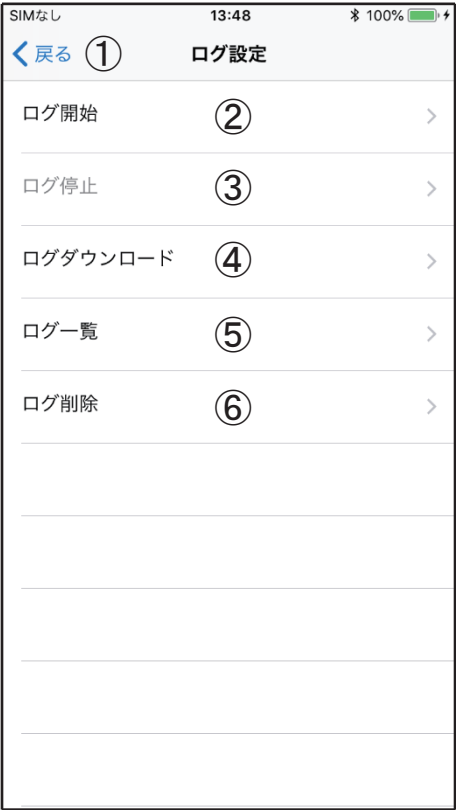 SIMなし 13:48 100%
戻る ① ログ設定
ログ開始 ②
ログ停止 ③
ログダウンロード ④
ログ一覧 ⑤
ログ削除 ⑥